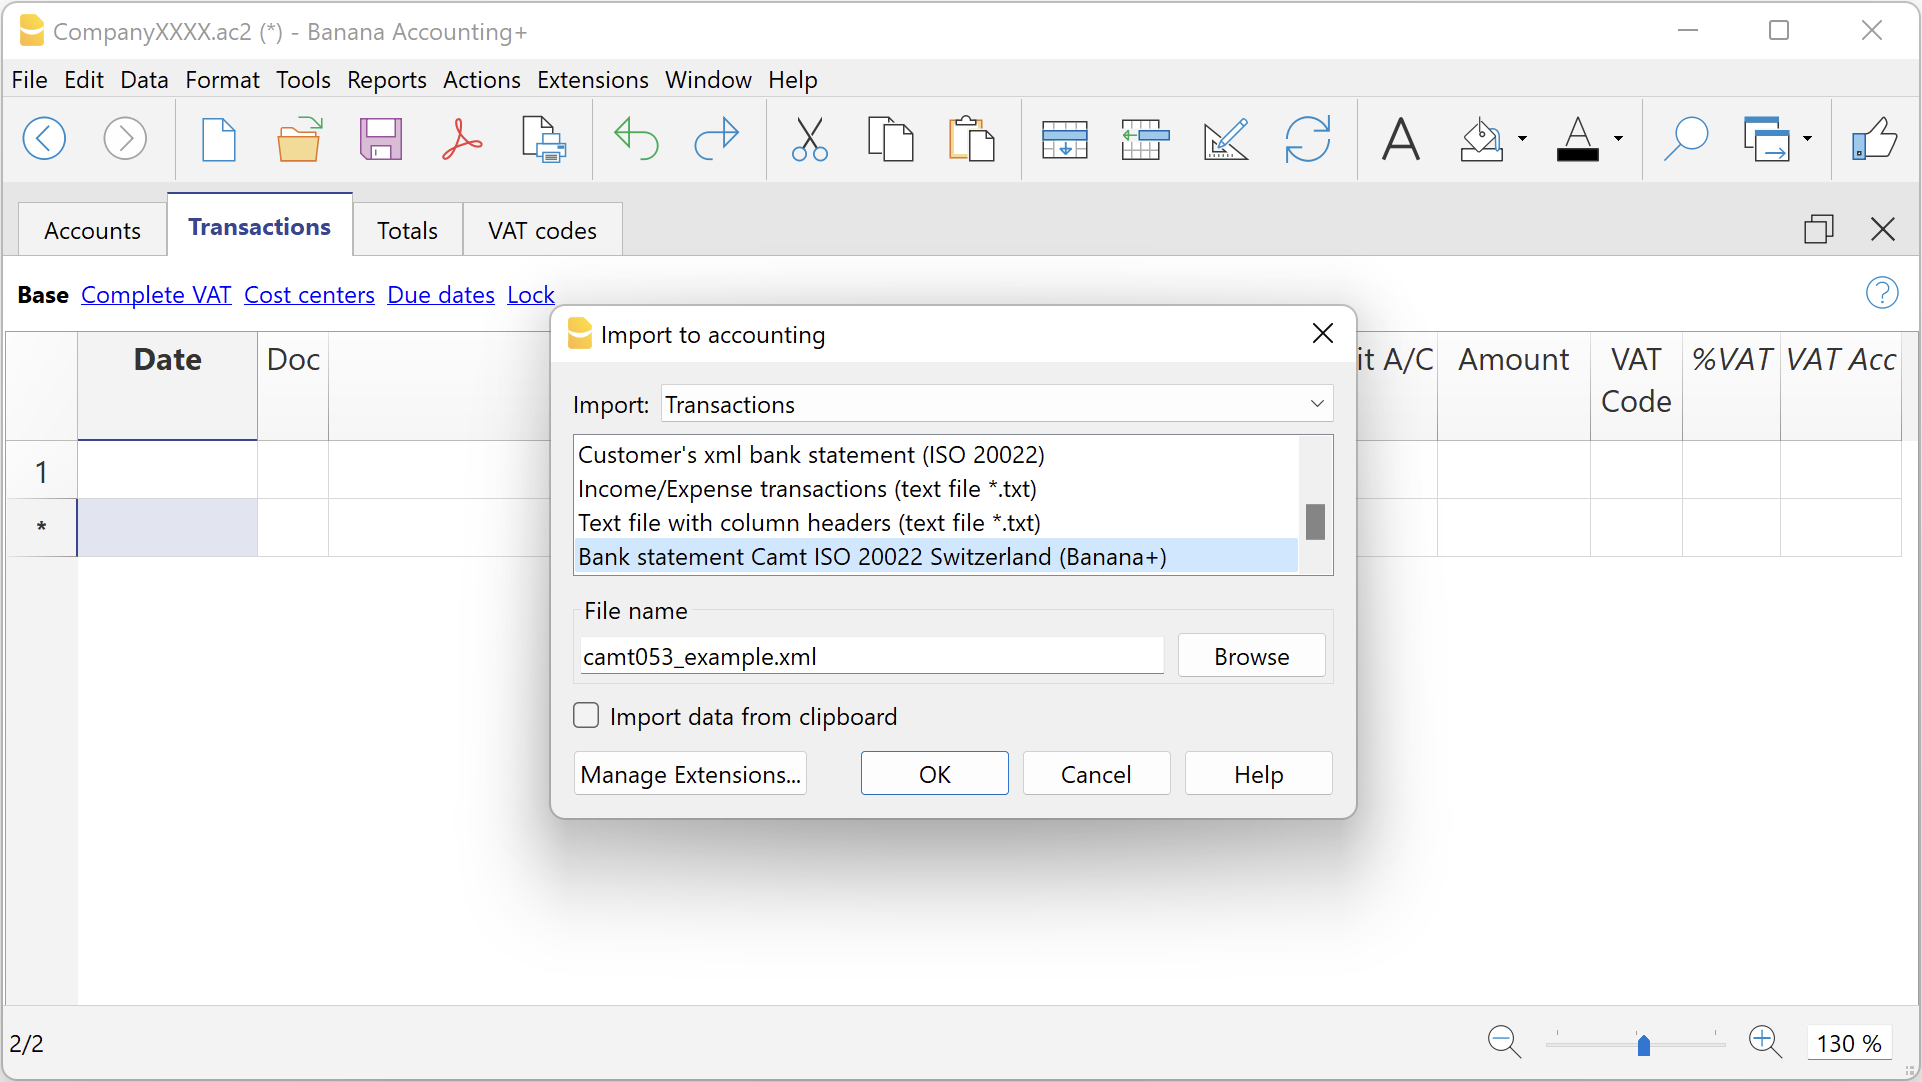 CompanyXXXX.ac2 (*) - Banana Accounting+
File Edit Data Format Tools Reports Actions Extensions Window Help
Accounts Transactions Totals VAT codes
Base Complete VAT Cost centers Due dates Lock
Date Doc it A/C Amount VAT Code %VAT VAT Acc
1
*
Import to accounting
Import: Transactions
Customer's xml bank statement (ISO 20022)
Income/Expense transactions (text file *.txt)
Text file with column headers (text file *.txt)
Bank statement Camt ISO 20022 Switzerland (Banana+)
File name
camt053_example.xml Browse
Import data from clipboard
Manage Extensions... OK Cancel Help
2/2 130 %